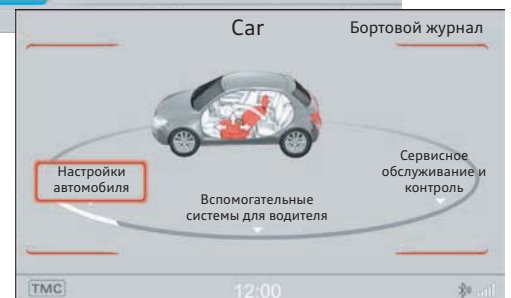 Car
Бортовой журнал
Настройки
автомобиля
Вспомогательные
системы для водителя
Сервисное
обслуживание и
контроль
TMC
12:00